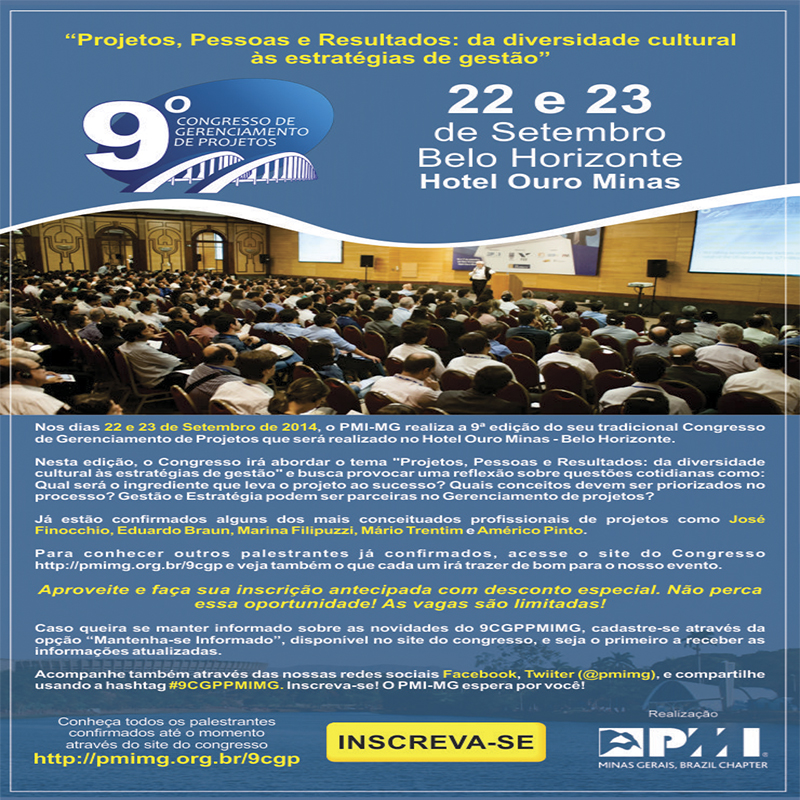 “Projetos, Pessoas e Resultados: da diversidade cultural
às estratégias de gestão”
9º CONGRESSO DE
GERENCIAMENTO
DE PROJETOS
22 e 23
de Setembro
Belo Horizonte
Hotel Ouro Minas
Nos dias 22 e 23 de Setembro de 2014, o PMI-MG realiza a 9ª edição do seu tradicional Congresso
de Gerenciamento de Projetos que será realizado no Hotel Ouro Minas - Belo Horizonte.
Nesta edição, o Congresso irá abordar o tema "Projetos, Pessoas e Resultados: da diversidade
cultural às estratégias de gestão" e busca provocar uma reflexão sobre questões cotidianas como:
Qual será o ingrediente que leva o projeto ao sucesso? Quais conceitos devem ser priorizados no
processo? Gestão e Estratégia podem ser parceiras no Gerenciamento de projetos?
Já estão confirmados alguns dos mais conceituados profissionais de projetos como José
Finocchio, Eduardo Braun, Marina Filipuzzi, Mário Trentim e Américo Pinto.
Para conhecer outros palestrantes já confirmados, acesse o site do Congresso
http://pmimg.org.br/9cgp e veja também o que cada um irá trazer de bom para o nosso evento.
Aproveite e faça sua inscrição antecipada com desconto especial. Não perca
essa oportunidade! As vagas são limitadas!
Caso queira se manter informado sobre as novidades do 9CGPPMIMG, cadastre-se através da
opção “Mantenha-se Informado”, disponível no site do congresso, e seja o primeiro a receber as
informações atualizadas.
Acompanhe também através das nossas redes sociais Facebook, Twiiter (@pmimg), e compartilhe
usando a hashtag #9CGPPMIMG. Inscreva-se! O PMI-MG espera por você!
Conheça todos os palestrantes
confirmados até o momento
através do site do congresso
http://pmimg.org.br/9cgp
INSCREVA-SE
Realização
PMI
MINAS GERAIS, BRAZIL CHAPTER